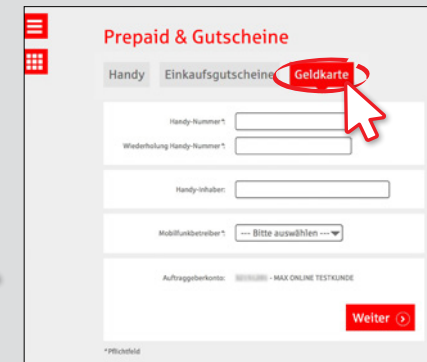 Prepaid & Gutscheine
Handy Einkaufsgutscheine Geldkarte
Handy-Nummer*:
Wiederholung Handy-Nummer*:
Handy-Inhaber:
Mobilfunkbetreiber*: --- Bitte auswählen ---
Auftraggeberkonto: - MAX ONLINE TESTKUNDE
Weiter
*Pflichtfeld